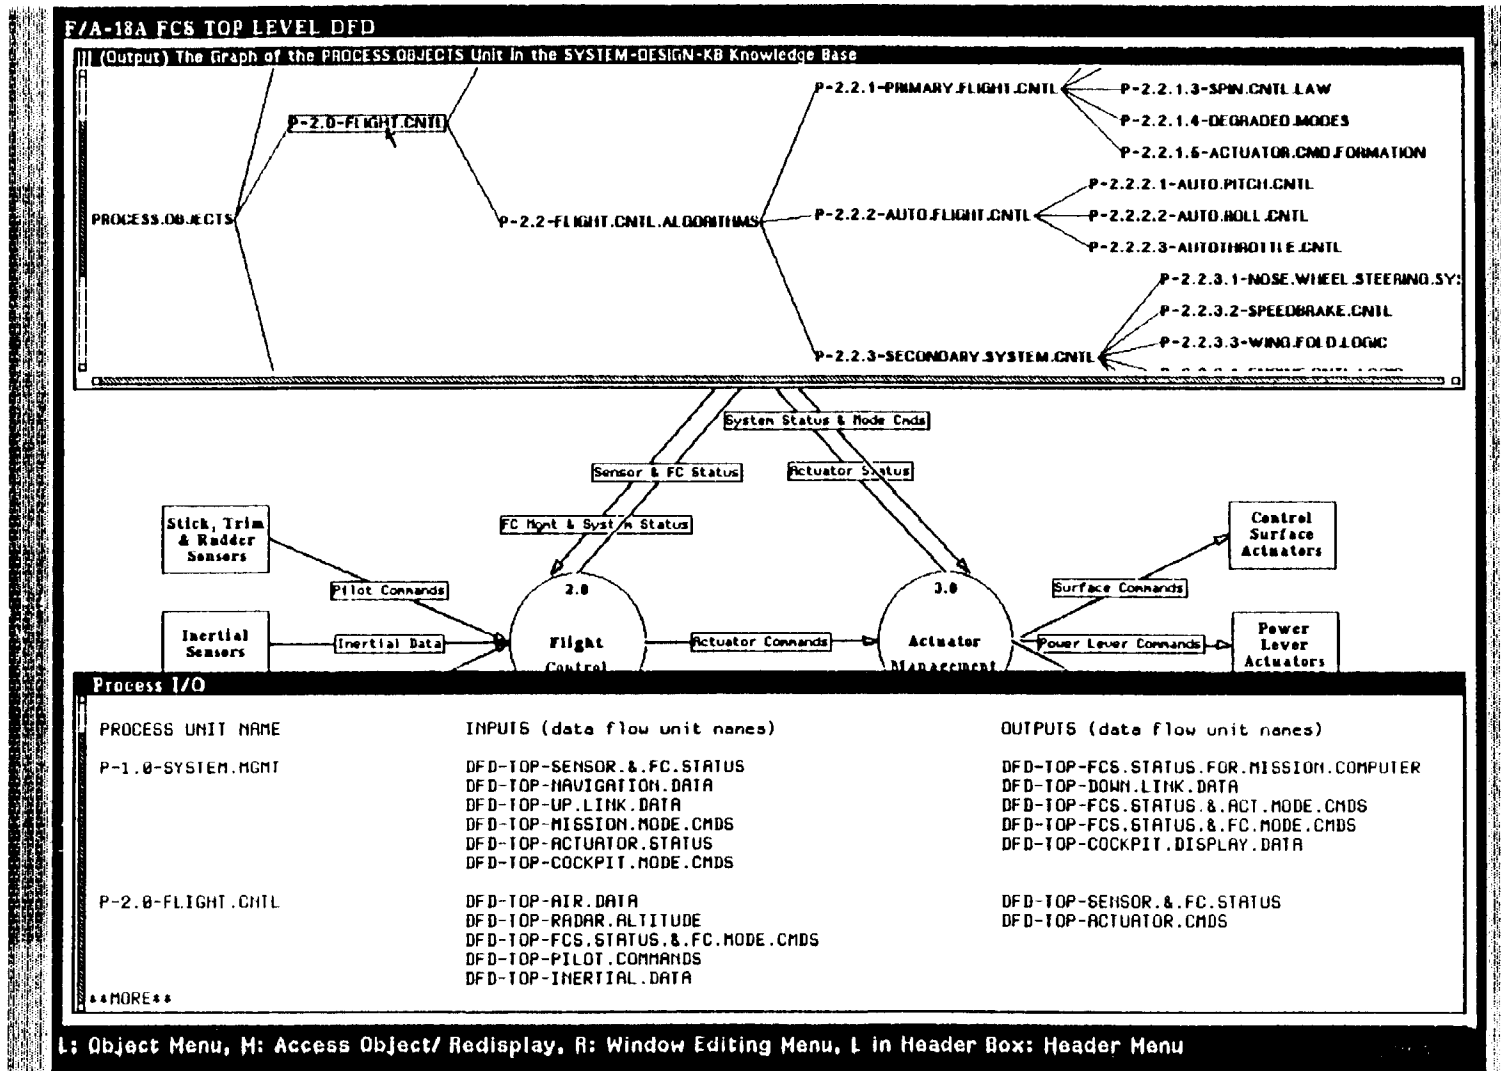 F/A-18A FCS TOP LEVEL DFD
(Output) The Graph of the PROCESS.OBJECTS Unit in the SYSTEM-DESIGN-KB Knowledge Base
P-2.2.1-PRIMARY.FLIGHT.CNTL
P-2.2.1.3-SPIN.CNTL.LAW
P-2.0-FLIGHT.CNTL
P-2.2.1.4-DEGRADED.MODES
P-2.2.1.5-ACTUATOR.CMD.FORMATION
P-2.2.2.1-AUTO.PITCH.CNTL
PROCESS.OBJECTS
P-2.2-FLIGHT.CNTL.ALGORITHMS
P-2.2.2-AUTO.FLIGHT.CNTL
P-2.2.2.2-AUTO.ROLL.CNTL
P-2.2.2.3-AUTOTHROTTLE.CNTL
P-2.2.3.1-NOSE.WHEEL.STEERING.SY
P-2.2.3.2-SPEEDBRAKE.CNTL
P-2.2.3.3-WING.FOLD.LOGIC
P-2.2.3-SECONDARY.SYSTEM.CNTL
System Status & Mode Cmds
Sensor & FC Status
Actuator Status
FC Mgmt & System Status
Stick, Trim
& Rudder
Sensors
Control
Surface
Actuators
Pilot Commands
2.0
3.0
Surface Commands
Inertial
Sensors
Inertial Data
Flight
Control
Actuator Commands
Actuator
Management
Power Lever Commands
Power
Lever
Actuators
Process I/O
PROCESS UNIT NAME INPUTS (data flow unit names) OUTPUTS (data flow unit names)
P-1.0-SYSTEM.MGMT DFD-TOP-SENSOR.&.FC.STATUS DFD-TOP-FCS.STATUS.FOR.MISSION.COMPUTER
DFD-TOP-NAVIGATION.DATA DFD-TOP-DOWN.LINK.DATA
DFD-TOP-UP.LINK.DATA DFD-TOP-FCS.STATUS.&.ACT.MODE.CMDS
DFD-TOP-MISSION.MODE.CMDS DFD-TOP-FCS.STATUS.&.FC.MODE.CMDS
DFD-TOP-ACTUATOR.STATUS DFD-TOP-COCKPIT.DISPLAY.DATA
DFD-TOP-COCKPIT.MODE.CMDS
P-2.0-FLIGHT.CNTL DFD-TOP-AIR.DATA DFD-TOP-SENSOR.&.FC.STATUS
DFD-TOP-RADAR.ALTITUDE DFD-TOP-ACTUATOR.CMDS
DFD-TOP-FCS.STATUS.&.FC.MODE.CMDS
DFD-TOP-PILOT.COMMANDS
DFD-TOP-INERTIAL.DATA
**MORE**
L: Object Menu, M: Access Object/ Redisplay, R: Window Editing Menu, L in Header Box: Header Menu